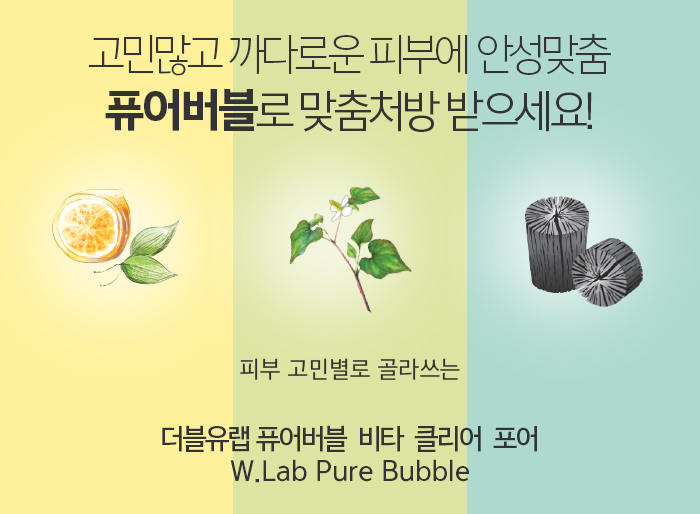 고민많고 까다로운 피부에 안성맞춤
퓨어버블로 맞춤처방 받으세요!
피부 고민별로 골라쓰는
더블유랩 퓨어버블 비타 클리어 포어
W.Lab Pure Bubble